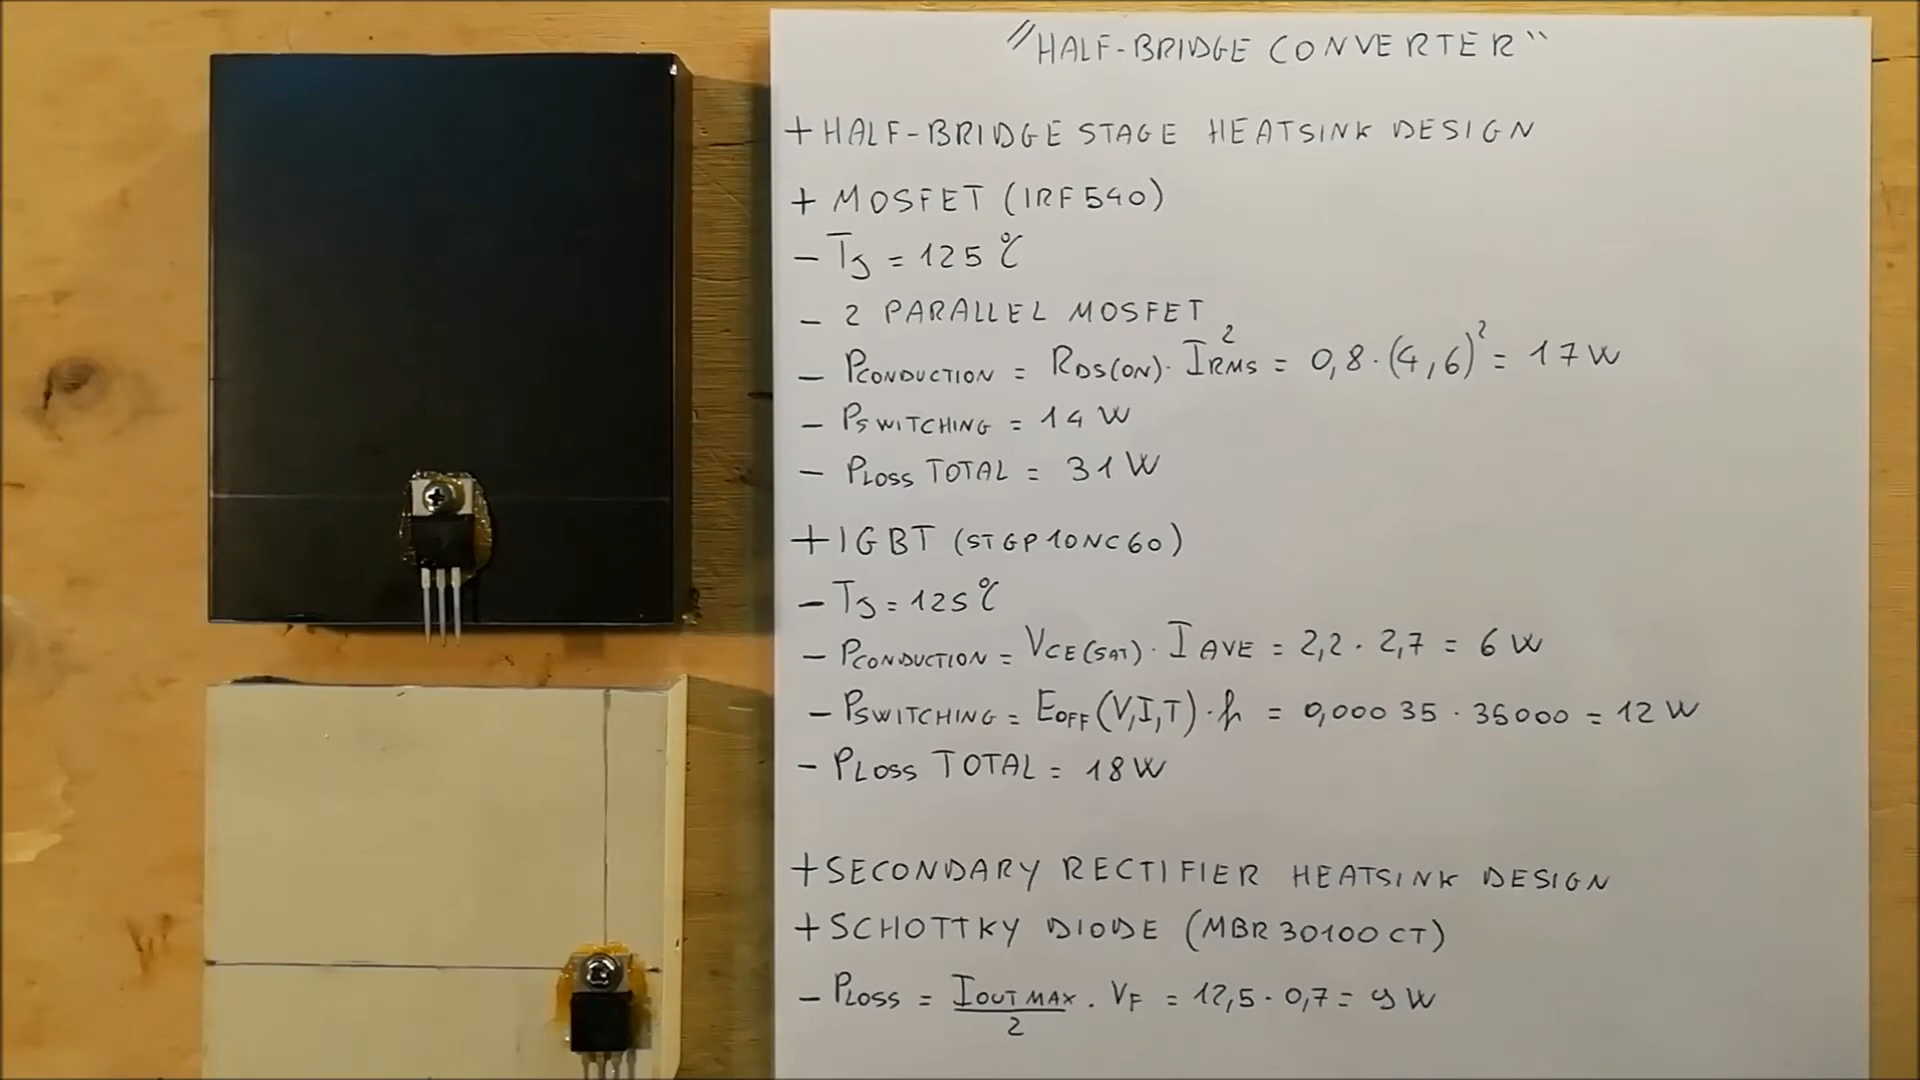 "HALF-BRIDGE CONVERTER"
+ HALF-BRIDGE STAGE HEATSINK DESIGN
+ MOSFET (IRF540)
- TJ = 125 ℃
- 2 PARALLEL MOSFET
- PCONDUCTION = RDS(ON) · IRMS² = 0,8 · (4,6)² = 17 W
- PSWITCHING = 14 W
- PLOSS TOTAL = 31 W
+ IGBT (STGP10NC60)
- TJ = 125 ℃
- PCONDUCTION = VCE(SAT) · IAVE = 2,2 · 2,7 = 6 W
- PSWITCHING = EOFF(V,I,T) · f = 0,00035 · 35000 = 12 W
- PLOSS TOTAL = 18 W
+ SECONDARY RECTIFIER HEATSINK DESIGN
+ SCHOTTKY DIODE (MBR30100CT)
- PLOSS = IOUTMAX/2 · VF = 12,5 · 0,7 = 9 W